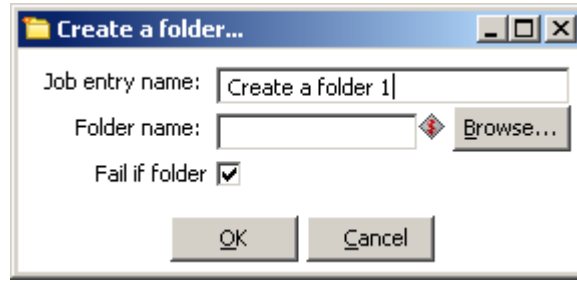 Create a folder...
Job entry name: Create a folder 1
Folder name: Browse...
Fail if folder
OK Cancel